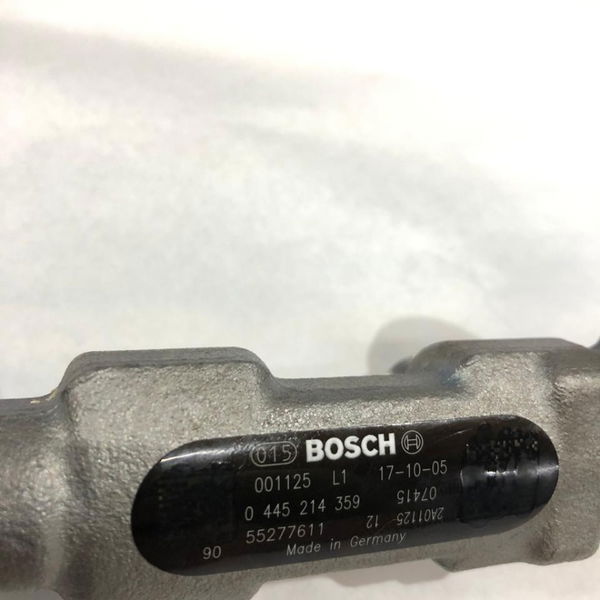 015 BOSCH
001125 L1 17-10-05
0 445 214 359 07415
55277611 12 2A01125
90 Made in Germany